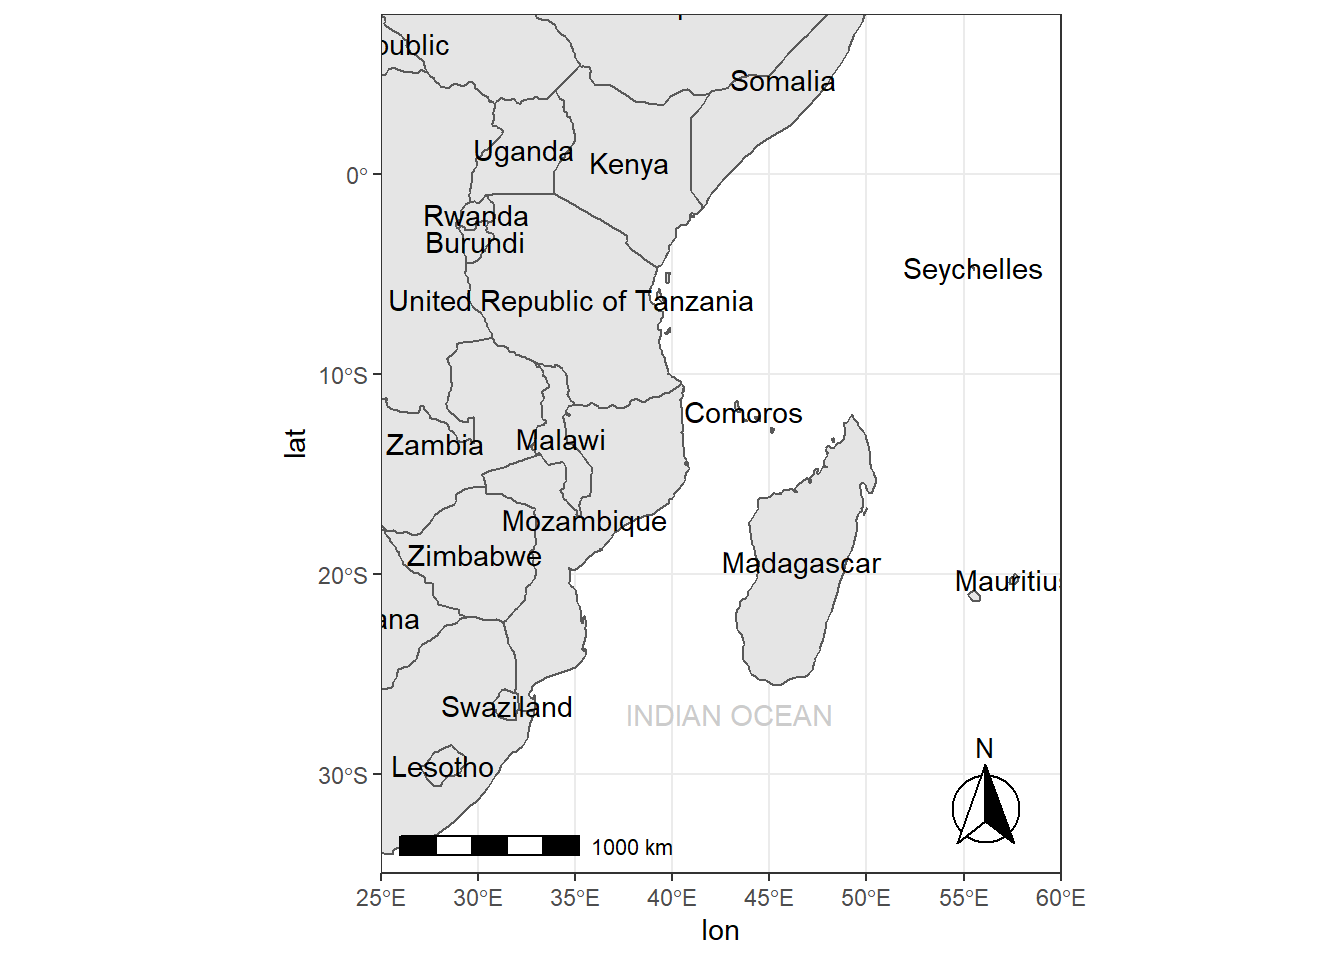 public
Somalia
Uganda
Kenya
0°
Rwanda
Burundi
Seychelles
United Republic of Tanzania
10°S
Comoros
Zambia
Malawi
lat
Mozambique
Zimbabwe
Madagascar
20°S
Mauritius
ana
Swaziland
INDIAN OCEAN
N
Lesotho
30°S
1000 km
25°E 30°E 35°E 40°E 45°E 50°E 55°E 60°E
lon